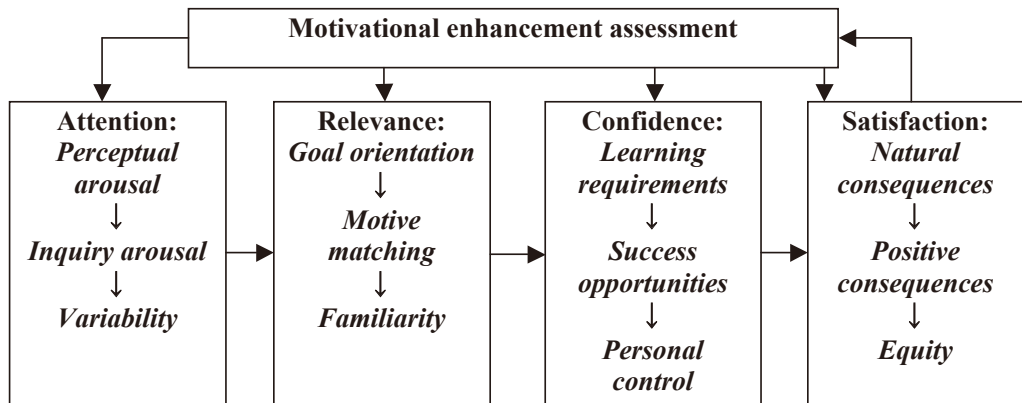 Motivational enhancement assessment
Attention:
Perceptual
arousal
Inquiry arousal
Variability
Relevance:
Goal orientation
Motive
matching
Familiarity
Confidence:
Learning
requirements
Success
opportunities
Personal
control
Satisfaction:
Natural
consequences
Positive
consequences
Equity